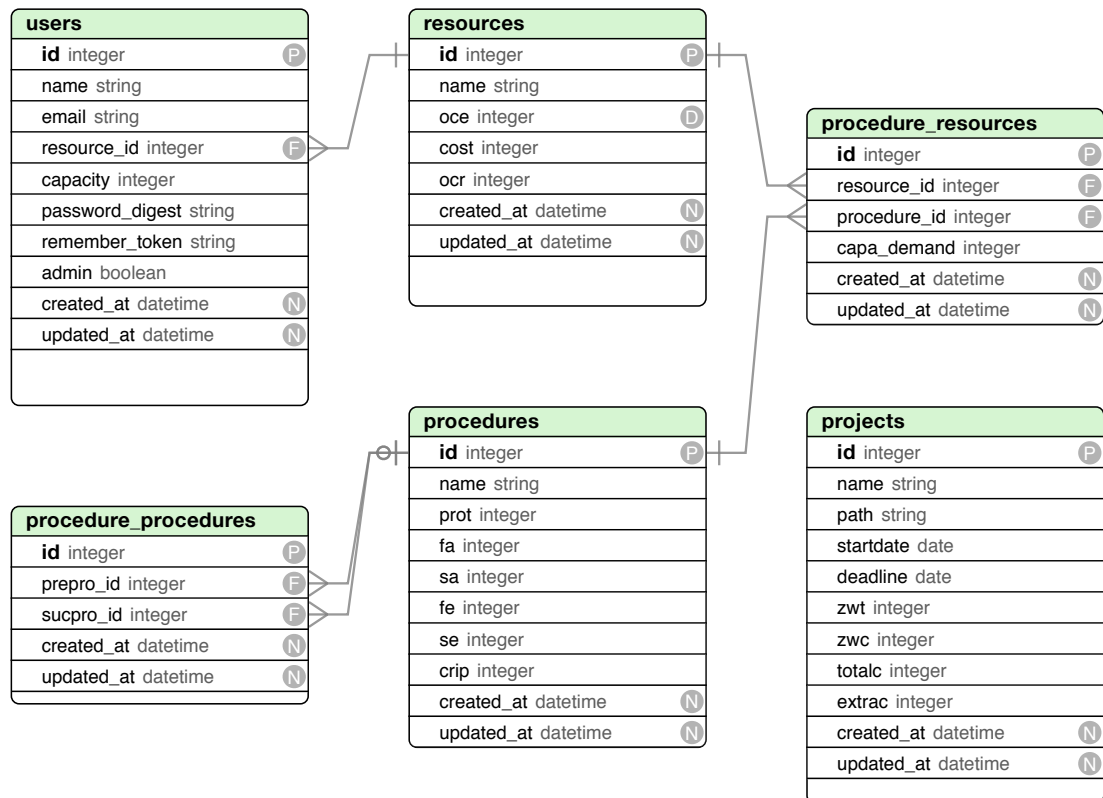 users
id integer P
name string
email string
resource_id integer F
capacity integer
password_digest string
remember_token string
admin boolean
created_at datetime N
updated_at datetime N
resources
id integer P
name string
oce integer D
cost integer
ocr integer
created_at datetime N
updated_at datetime N
procedure_resources
id integer P
resource_id integer F
procedure_id integer F
capa_demand integer
created_at datetime N
updated_at datetime N
procedure_procedures
id integer P
prepro_id integer F
sucpro_id integer F
created_at datetime N
updated_at datetime N
procedures
id integer P
name string
prot integer
fa integer
sa integer
fe integer
se integer
crip integer
created_at datetime N
updated_at datetime N
projects
id integer P
name string
path string
startdate date
deadline date
zwt integer
zwc integer
totalc integer
extrac integer
created_at datetime N
updated_at datetime N